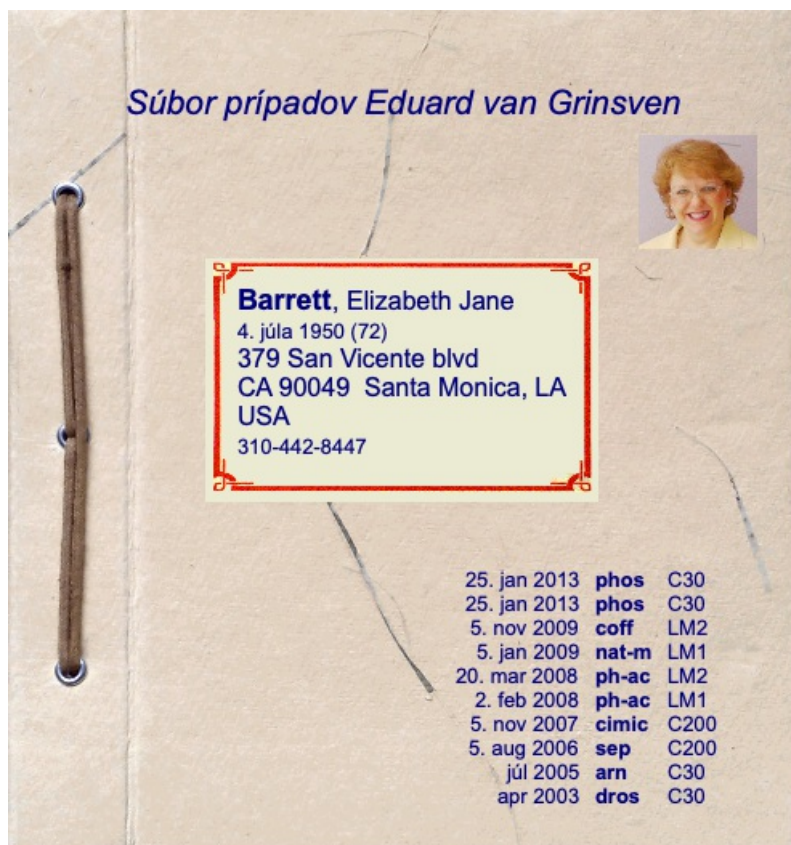 Súbor prípadov Eduard van Grinsven
Barrett, Elizabeth Jane
4. júla 1950 (72)
379 San Vicente blvd
CA 90049 Santa Monica, LA
USA
310-442-8447
25. jan 2013 phos C30
25. jan 2013 phos C30
5. nov 2009 coff LM2
5. jan 2009 nat-m LM1
20. mar 2008 ph-ac LM2
2. feb 2008 ph-ac LM1
5. nov 2007 cimic C200
5. aug 2006 sep C200
júl 2005 arn C30
apr 2003 dros C30